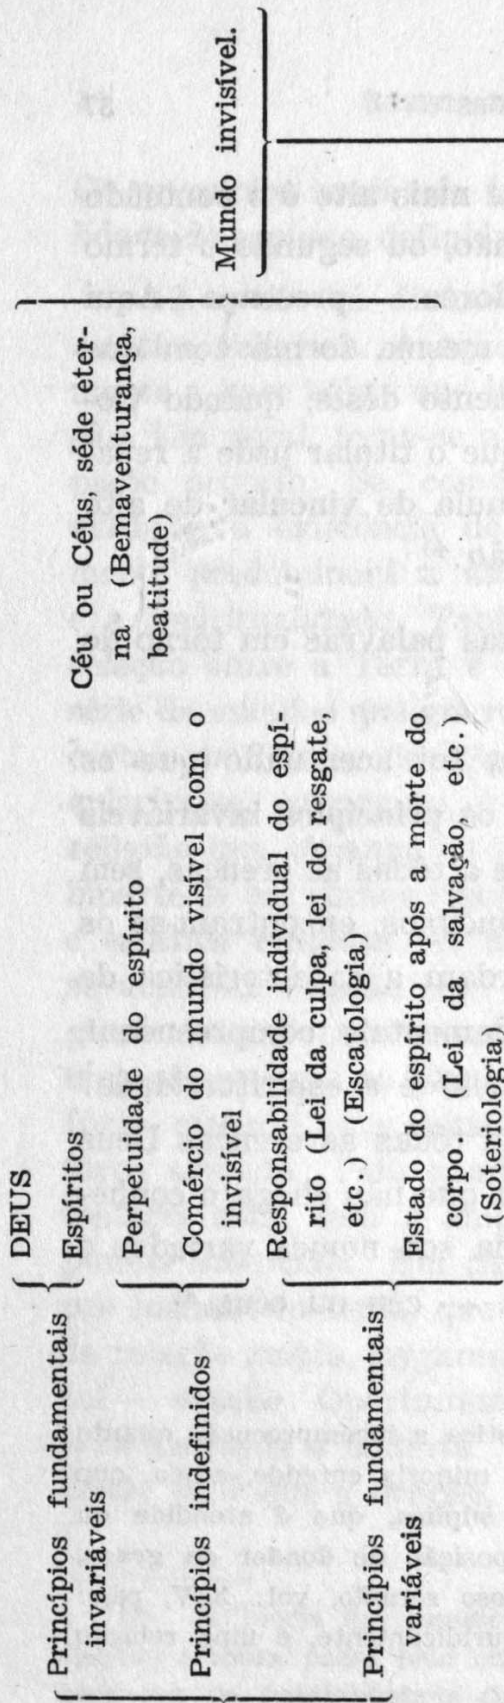 Princípios fundamentais
invariáveis
DEUS
Espiritos
Princípios indefinidos
Perpetuidade do espírito
Comércio do mundo visível com o
invisível
Princípios fundamentais
variáveis
Responsabilidade individual do espí-
rito (Lei da culpa, lei do resgate,
etc.) (Escatologia)
Estado do espírito após a morte do
corpo. (Lei da salvação, etc.)
(Soteriologia)
Céu ou Céus, séde eter-
na (Bemaventurança,
beatitude)
Mundo invisível.